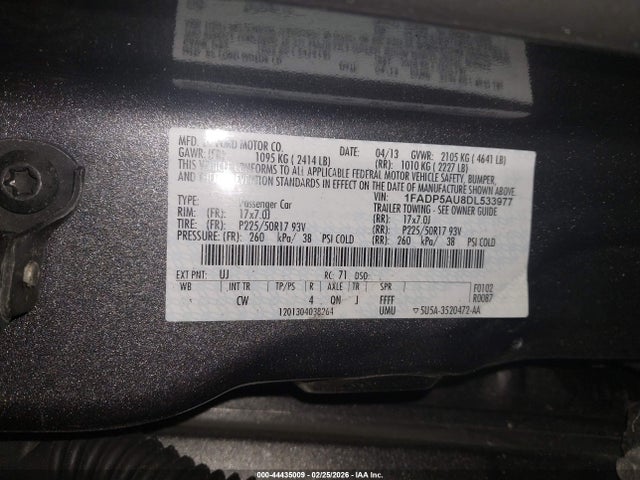 MFD. BY FORD MOTOR CO. DATE: 04/13 GVWR: 2105 KG ( 4641 LB)
GAWR: (FR): 1095 KG ( 2414 LB) (RR): 1010 KG ( 2227 LB)
THIS VEHICLE CONFORMS TO ALL APPLICABLE FEDERAL MOTOR VEHICLE SAFETY, BUMPER,
AND THEFT PREVENTION STANDARDS IN EFFECT ON THE DATE OF MANUFACTURE SHOWN ABOVE.
VIN: 1FADP5AU8DL533977
TYPE: Passenger Car TRAILER TOWING - SEE OWNER GUIDE
RIM: (FR): 17x7.0J (RR): 17x7.0J
TIRES: (FR): P225/50R17 93V (RR): P225/50R17 93V
PRESSURE: (FR): 260 kPa/ 38 PSI COLD (RR): 260 kPa/ 38 PSI COLD
EXT PNT: UJ RC: 71 DSO:
WB INT TR TP/PS R AXLE TR SPR F0102
CW 4 QN J FFFF R0087
1201304038264 UMU ▽5U5A-3520472-AA
000-44435009 02/25/2026 - IAA Inc.